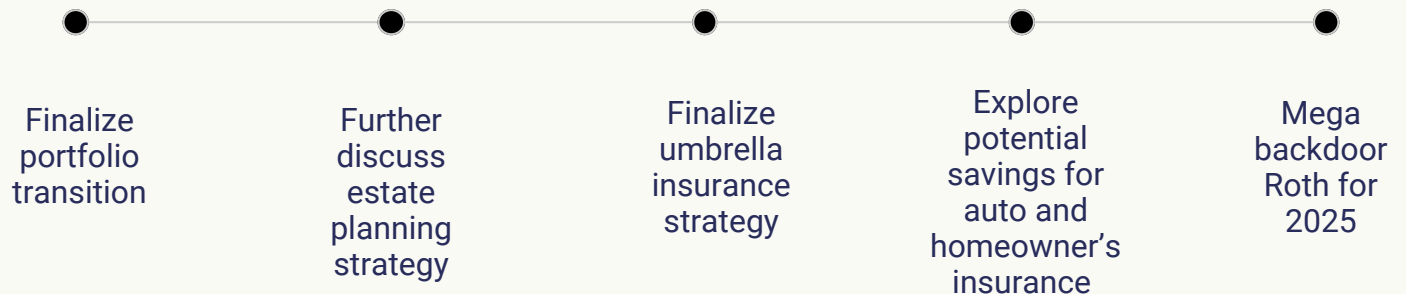 Finalize
portfolio
transition
Further
discuss
estate
planning
strategy
Finalize
umbrella
insurance
strategy
Explore
potential
savings for
auto and
homeowner’s
insurance
Mega
backdoor
Roth for
2025